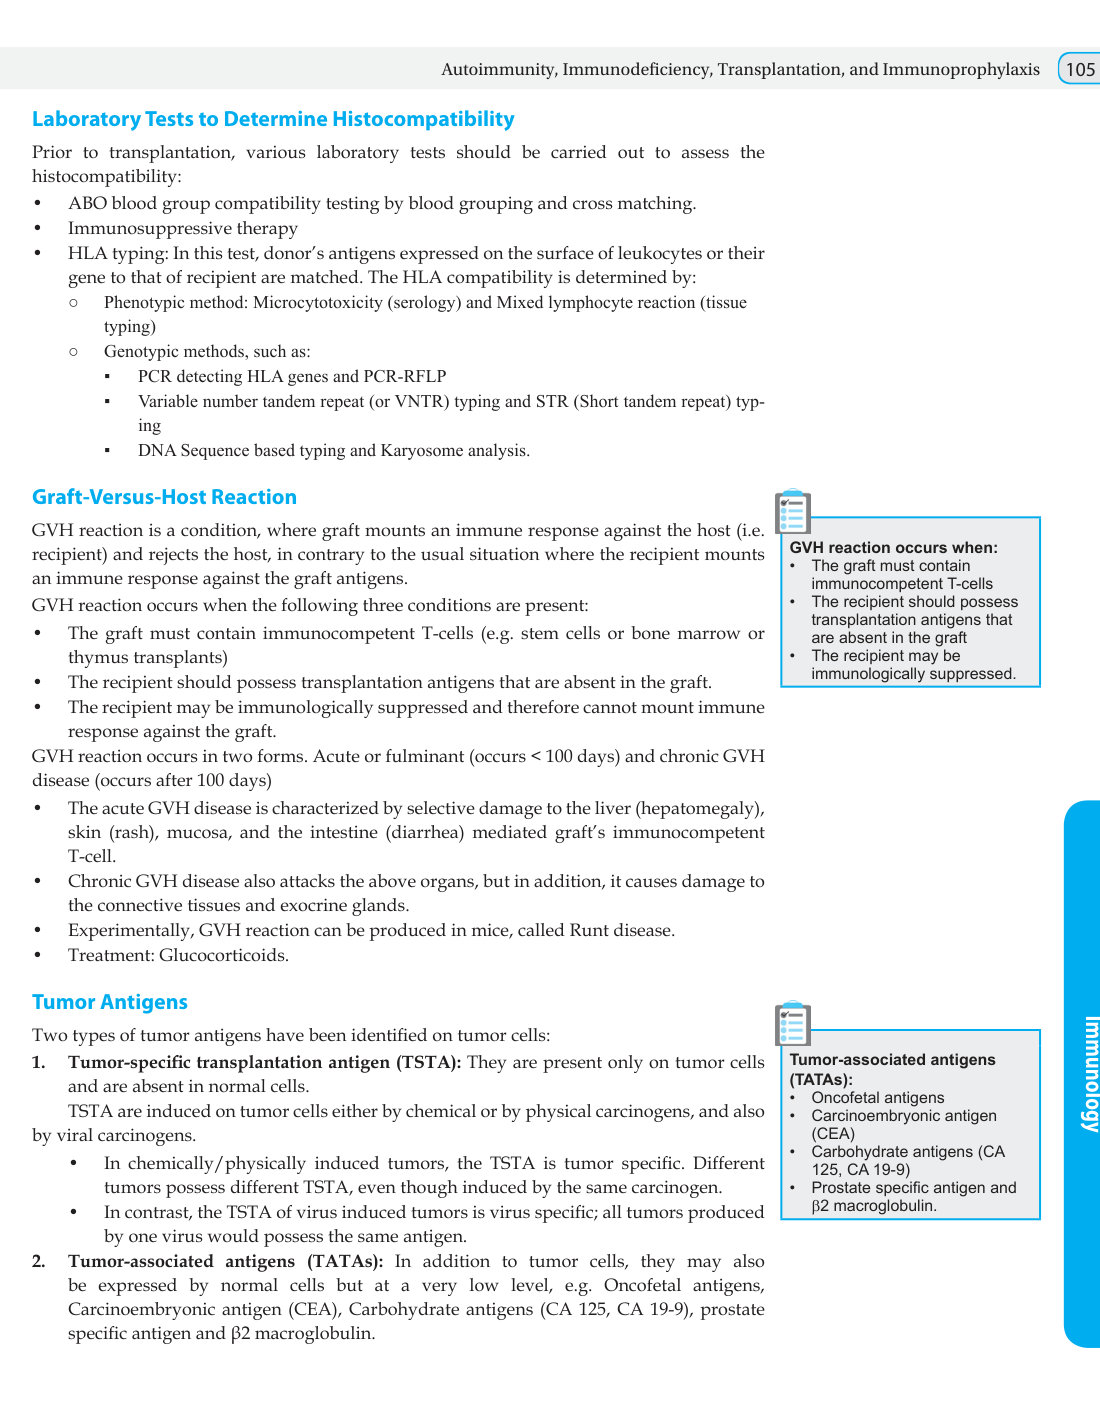 Autoimmunity, Immunodeficiency, Transplantation, and Immunoprophylaxis 105
Laboratory Tests to Determine Histocompatibility
Prior to transplantation, various laboratory tests should be carried out to assess the
histocompatibility:
• ABO blood group compatibility testing by blood grouping and cross matching.
• Immunosuppressive therapy
• HLA typing: In this test, donor's antigens expressed on the surface of leukocytes or their
gene to that of recipient are matched. The HLA compatibility is determined by:
○ Phenotypic method: Microcytotoxicity (serology) and Mixed lymphocyte reaction (tissue
typing)
○ Genotypic methods, such as:
▪ PCR detecting HLA genes and PCR-RFLP
▪ Variable number tandem repeat (or VNTR) typing and STR (Short tandem repeat) typ-
ing
▪ DNA Sequence based typing and Karyosome analysis.
Graft-Versus-Host Reaction
GVH reaction is a condition, where graft mounts an immune response against the host (i.e.
recipient) and rejects the host, in contrary to the usual situation where the recipient mounts
an immune response against the graft antigens.
GVH reaction occurs when the following three conditions are present:
• The graft must contain immunocompetent T-cells (e.g. stem cells or bone marrow or
thymus transplants)
• The recipient should possess transplantation antigens that are absent in the graft.
• The recipient may be immunologically suppressed and therefore cannot mount immune
response against the graft.
GVH reaction occurs in two forms. Acute or fulminant (occurs < 100 days) and chronic GVH
disease (occurs after 100 days)
• The acute GVH disease is characterized by selective damage to the liver (hepatomegaly),
skin (rash), mucosa, and the intestine (diarrhea) mediated graft's immunocompetent
T-cell.
• Chronic GVH disease also attacks the above organs, but in addition, it causes damage to
the connective tissues and exocrine glands.
• Experimentally, GVH reaction can be produced in mice, called Runt disease.
• Treatment: Glucocorticoids.
GVH reaction occurs when:
• The graft must contain
immunocompetent T-cells
• The recipient should possess
transplantation antigens that
are absent in the graft
• The recipient may be
immunologically suppressed.
Tumor Antigens
Two types of tumor antigens have been identified on tumor cells:
1. Tumor-specific transplantation antigen (TSTA): They are present only on tumor cells
and are absent in normal cells.
TSTA are induced on tumor cells either by chemical or by physical carcinogens, and also
by viral carcinogens.
• In chemically/physically induced tumors, the TSTA is tumor specific. Different
tumors possess different TSTA, even though induced by the same carcinogen.
• In contrast, the TSTA of virus induced tumors is virus specific; all tumors produced
by one virus would possess the same antigen.
2. Tumor-associated antigens (TATAs): In addition to tumor cells, they may also
be expressed by normal cells but at a very low level, e.g. Oncofetal antigens,
Carcinoembryonic antigen (CEA), Carbohydrate antigens (CA 125, CA 19-9), prostate
specific antigen and β2 macroglobulin.
Tumor-associated antigens
(TATAs):
• Oncofetal antigens
• Carcinoembryonic antigen
(CEA)
• Carbohydrate antigens (CA
125, CA 19-9)
• Prostate specific antigen and
β2 macroglobulin.
Immunology